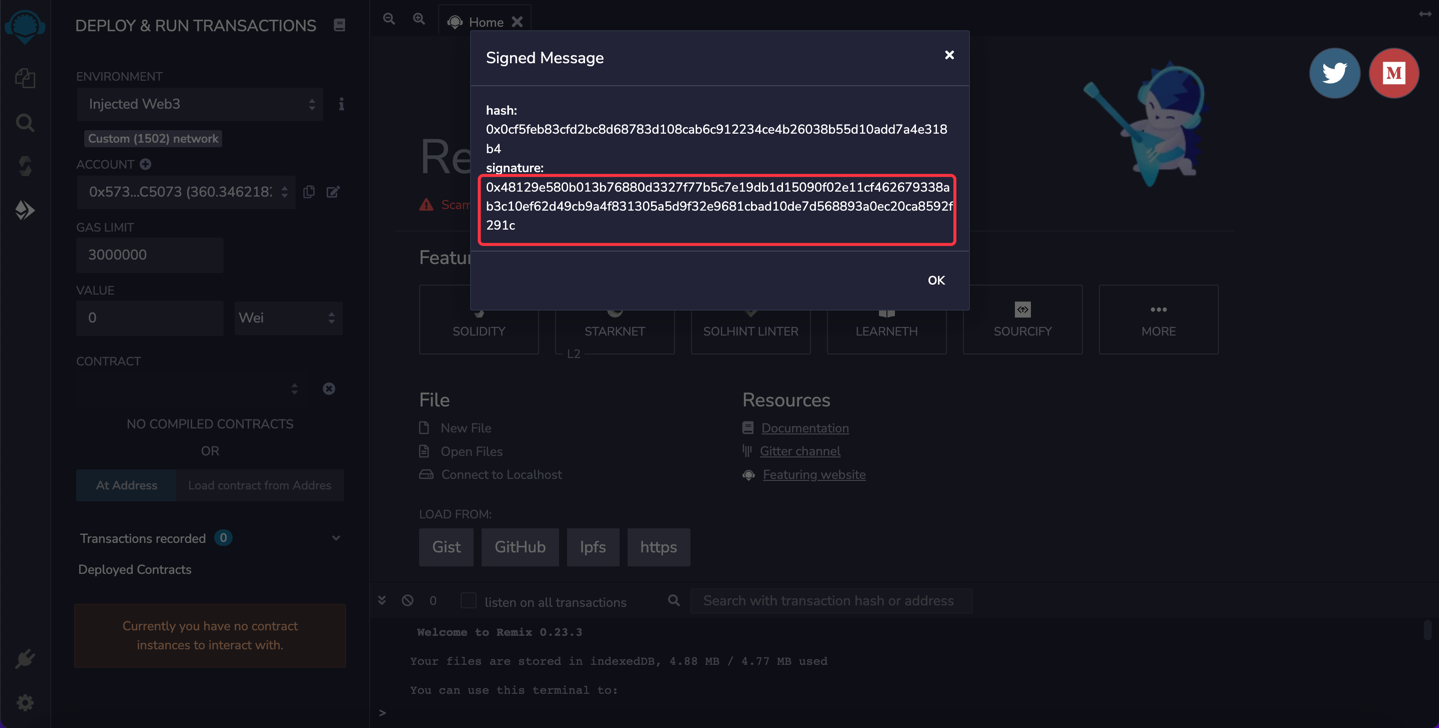 DEPLOY & RUN TRANSACTIONS
ENVIRONMENT
Injected Web3
i
Custom (1502) network
ACCOUNT
0x573...C5073 (360.346218
GAS LIMIT
3000000
VALUE
0
Wei
CONTRACT
NO COMPILED CONTRACTS
OR
At Address
Load contract from Addres
Transactions recorded 0
Deployed Contracts
Currently you have no contract
instances to interact with.
Home
Signed Message
hash:
0x0cf5feb83cfd2bc8d68783d108cab6c912234ce4b26038b55d10add7a4e318
b4
signature:
0x48129e580b013b76880d3327f77b5c7e19db1d15090f02e11cf462679338a
b3c10ef62d49cb9a4f831305a5d9f32e9681cbad10de7d568893a0ec20ca8592f
291c
OK
Re
Scam
Featu
SOLIDITY
STARKNET
L2
SOLHINT LINTER
LEARNETH
SOURCIFY
MORE
File
New File
Open Files
Connect to Localhost
Resources
Documentation
Gitter channel
Featuring website
LOAD FROM:
Gist
GitHub
Ipfs
https
0
listen on all transactions
Search with transaction hash or address
Welcome to Remix 0.23.3
Your files are stored in indexedDB, 4.88 MB / 4.77 MB used
You can use this terminal to:
>